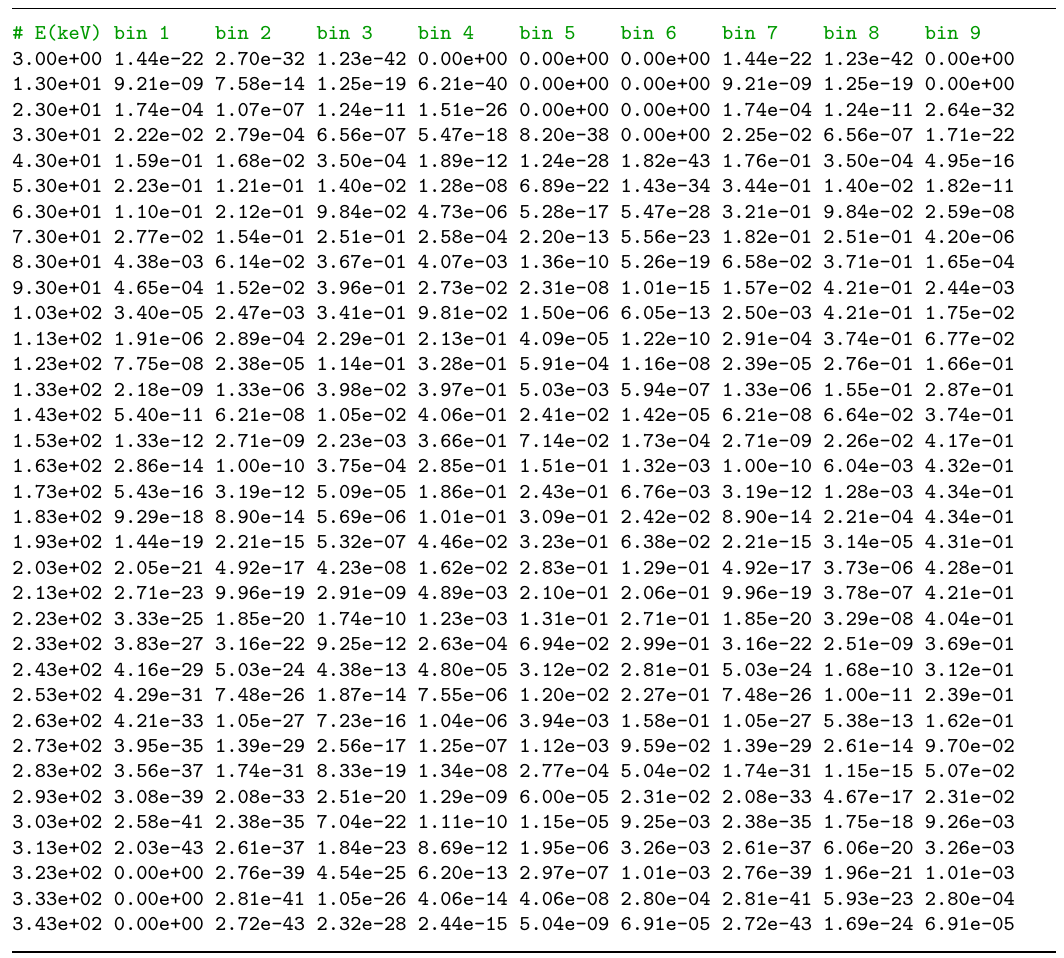 # E(keV) bin 1 bin 2 bin 3 bin 4 bin 5 bin 6 bin 7 bin 8 bin 9
3.00e+00 1.44e-22 2.70e-32 1.23e-42 0.00e+00 0.00e+00 0.00e+00 1.44e-22 1.23e-42 0.00e+00
1.30e+01 9.21e-09 7.58e-14 1.25e-19 6.21e-40 0.00e+00 0.00e+00 9.21e-09 1.25e-19 0.00e+00
2.30e+01 1.74e-04 1.07e-07 1.24e-11 1.51e-26 0.00e+00 0.00e+00 1.74e-04 1.24e-11 2.64e-32
3.30e+01 2.22e-02 2.79e-04 6.56e-07 5.47e-18 8.20e-38 0.00e+00 2.25e-02 6.56e-07 1.71e-22
4.30e+01 1.59e-01 1.68e-02 3.50e-04 1.89e-12 1.24e-28 1.82e-43 1.76e-01 3.50e-04 4.95e-16
5.30e+01 2.23e-01 1.21e-01 1.40e-02 1.28e-08 6.89e-22 1.43e-34 3.44e-01 1.40e-02 1.82e-11
6.30e+01 1.10e-01 2.12e-01 9.84e-02 4.73e-06 5.28e-17 5.47e-28 3.21e-01 9.84e-02 2.59e-08
7.30e+01 2.77e-02 1.54e-01 2.51e-01 2.58e-04 2.20e-13 5.56e-23 1.82e-01 2.51e-01 4.20e-06
8.30e+01 4.38e-03 6.14e-02 3.67e-01 4.07e-03 1.36e-10 5.26e-19 6.58e-02 3.71e-01 1.65e-04
9.30e+01 4.65e-04 1.52e-02 3.96e-01 2.73e-02 2.31e-08 1.01e-15 1.57e-02 4.21e-01 2.44e-03
1.03e+02 3.40e-05 2.47e-03 3.41e-01 9.81e-02 1.50e-06 6.05e-13 2.50e-03 4.21e-01 1.75e-02
1.13e+02 1.91e-06 2.89e-04 2.29e-01 2.13e-01 4.09e-05 1.22e-10 2.91e-04 3.74e-01 6.77e-02
1.23e+02 7.75e-08 2.38e-05 1.14e-01 3.28e-01 5.91e-04 1.16e-08 2.39e-05 2.76e-01 1.66e-01
1.33e+02 2.18e-09 1.33e-06 3.98e-02 3.97e-01 5.03e-03 5.94e-07 1.33e-06 1.55e-01 2.87e-01
1.43e+02 5.40e-11 6.21e-08 1.05e-02 4.06e-01 2.41e-02 1.42e-05 6.21e-08 6.64e-02 3.74e-01
1.53e+02 1.33e-12 2.71e-09 2.23e-03 3.66e-01 7.14e-02 1.73e-04 2.71e-09 2.26e-02 4.17e-01
1.63e+02 2.86e-14 1.00e-10 3.75e-04 2.85e-01 1.51e-01 1.32e-03 1.00e-10 6.04e-03 4.32e-01
1.73e+02 5.43e-16 3.19e-12 5.09e-05 1.86e-01 2.43e-01 6.76e-03 3.19e-12 1.28e-03 4.34e-01
1.83e+02 9.29e-18 8.90e-14 5.69e-06 1.01e-01 3.09e-01 2.42e-02 8.90e-14 2.21e-04 4.34e-01
1.93e+02 1.44e-19 2.21e-15 5.32e-07 4.46e-02 3.23e-01 6.38e-02 2.21e-15 3.14e-05 4.31e-01
2.03e+02 2.05e-21 4.92e-17 4.23e-08 1.62e-02 2.83e-01 1.29e-01 4.92e-17 3.73e-06 4.28e-01
2.13e+02 2.71e-23 9.96e-19 2.91e-09 4.89e-03 2.10e-01 2.06e-01 9.96e-19 3.78e-07 4.21e-01
2.23e+02 3.33e-25 1.85e-20 1.74e-10 1.23e-03 1.31e-01 2.71e-01 1.85e-20 3.29e-08 4.04e-01
2.33e+02 3.83e-27 3.16e-22 9.25e-12 2.63e-04 6.94e-02 2.99e-01 3.16e-22 2.51e-09 3.69e-01
2.43e+02 4.16e-29 5.03e-24 4.38e-13 4.80e-05 3.12e-02 2.81e-01 5.03e-24 1.68e-10 3.12e-01
2.53e+02 4.29e-31 7.48e-26 1.87e-14 7.55e-06 1.20e-02 2.27e-01 7.48e-26 1.00e-11 2.39e-01
2.63e+02 4.21e-33 1.05e-27 7.23e-16 1.04e-06 3.94e-03 1.58e-01 1.05e-27 5.38e-13 1.62e-01
2.73e+02 3.95e-35 1.39e-29 2.56e-17 1.25e-07 1.12e-03 9.59e-02 1.39e-29 2.61e-14 9.70e-02
2.83e+02 3.56e-37 1.74e-31 8.33e-19 1.34e-08 2.77e-04 5.04e-02 1.74e-31 1.15e-15 5.07e-02
2.93e+02 3.08e-39 2.08e-33 2.51e-20 1.29e-09 6.00e-05 2.31e-02 2.08e-33 4.67e-17 2.31e-02
3.03e+02 2.58e-41 2.38e-35 7.04e-22 1.11e-10 1.15e-05 9.25e-03 2.38e-35 1.75e-18 9.26e-03
3.13e+02 2.03e-43 2.61e-37 1.84e-23 8.69e-12 1.95e-06 3.26e-03 2.61e-37 6.06e-20 3.26e-03
3.23e+02 0.00e+00 2.76e-39 4.54e-25 6.20e-13 2.97e-07 1.01e-03 2.76e-39 1.96e-21 1.01e-03
3.33e+02 0.00e+00 2.81e-41 1.05e-26 4.06e-14 4.06e-08 2.80e-04 2.81e-41 5.93e-23 2.80e-04
3.43e+02 0.00e+00 2.72e-43 2.32e-28 2.44e-15 5.04e-09 6.91e-05 2.72e-43 1.69e-24 6.91e-05